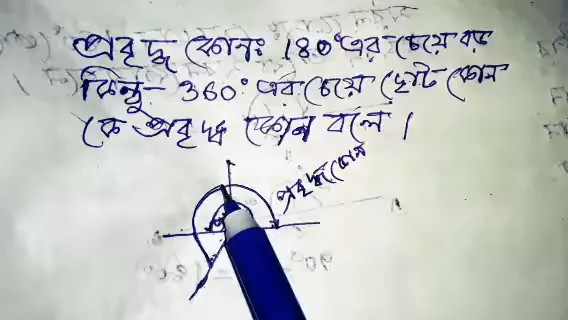 প্রবৃদ্ধ কোনঃ 180° এর চেয়ে বড়
কিন্তু 360° এর চেয়ে ছোট কোন
কে প্রবৃদ্ধ কোন বলে।
প্রবৃদ্ধ কোন